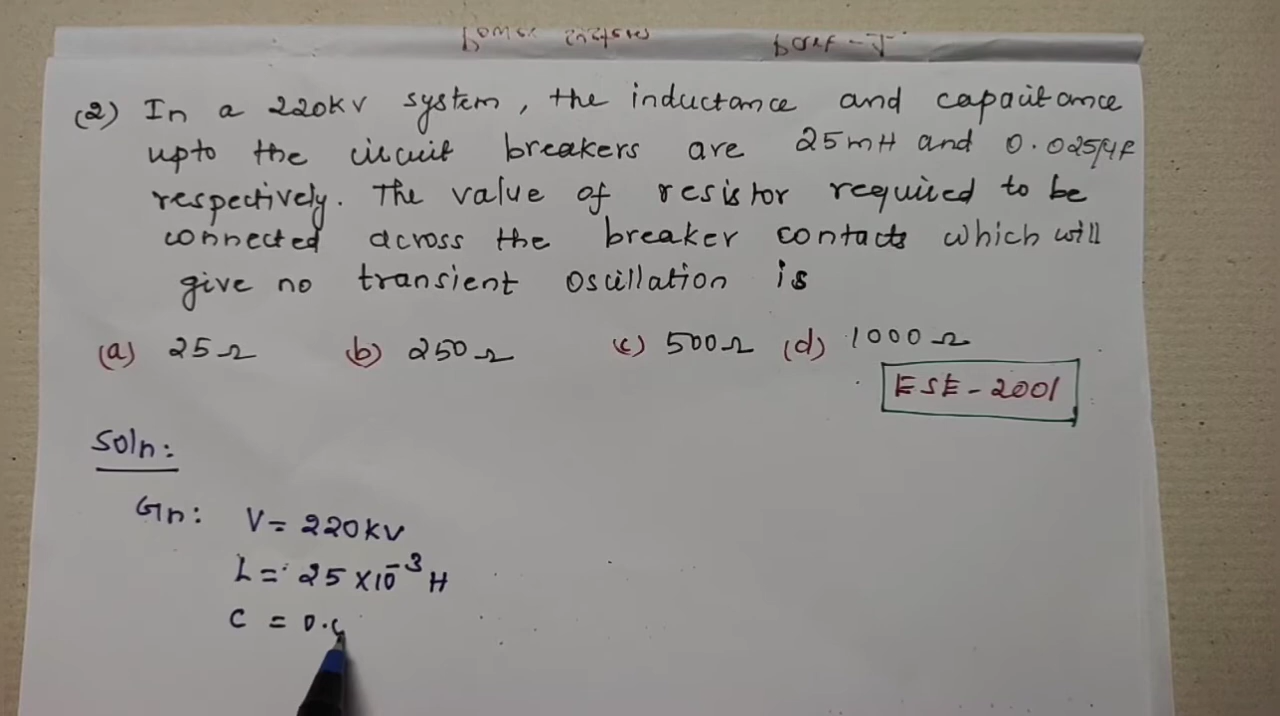 (2) In a 220KV system, the inductance and capacitance
upto the circuit breakers are 25mH and 0.025μF
respectively. The value of resistor required to be
connected across the breaker contacts which will
give no transient oscillation is
(a) 25Ω (b) 250Ω (c) 500Ω (d) 1000Ω
ESE-2001
Soln:
Gn: V = 220KV
L = 25 × 10⁻³ H
C = 0.0